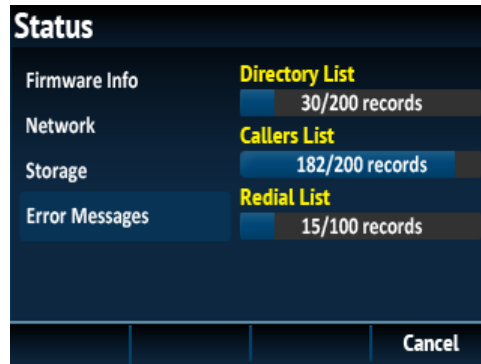 Status
Firmware Info
Network
Storage
Error Messages
Directory List
30/200 records
Callers List
182/200 records
Redial List
15/100 records
Cancel